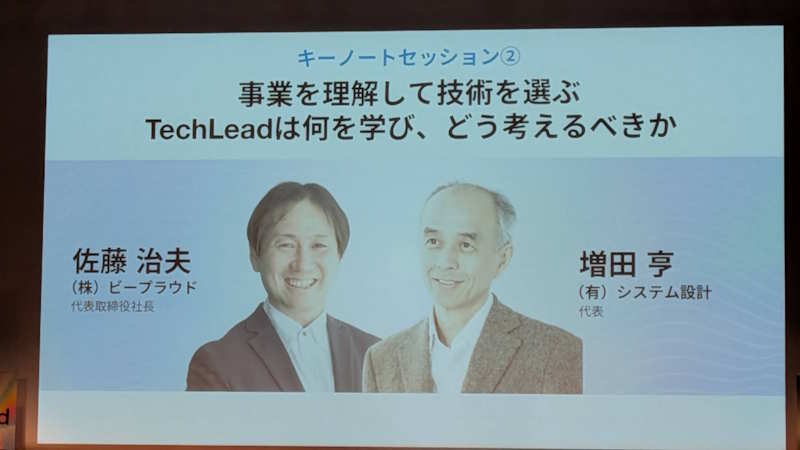 キーノートセッション②
事業を理解して技術を選ぶ
TechLeadは何を学び、どう考えるべきか
佐藤 治夫
（株）ビープラウド
代表取締役社長
増田 亨
（有）システム設計
代表
d